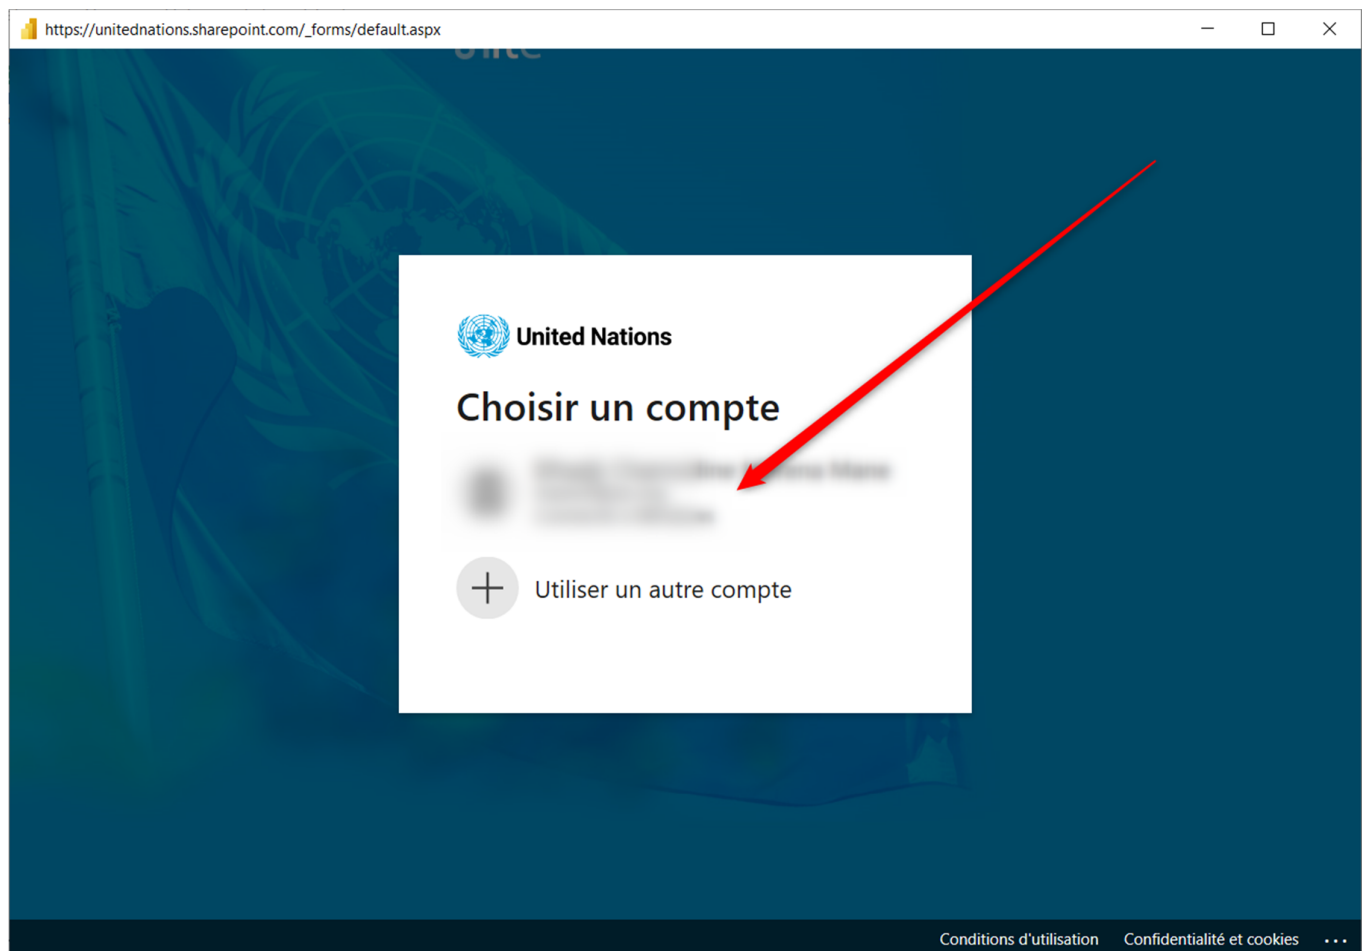 https://unitednations.sharepoint.com/_forms/default.aspx
United Nations
Choisir un compte
Utiliser un autre compte
Conditions d'utilisation
Confidentialité et cookies
...